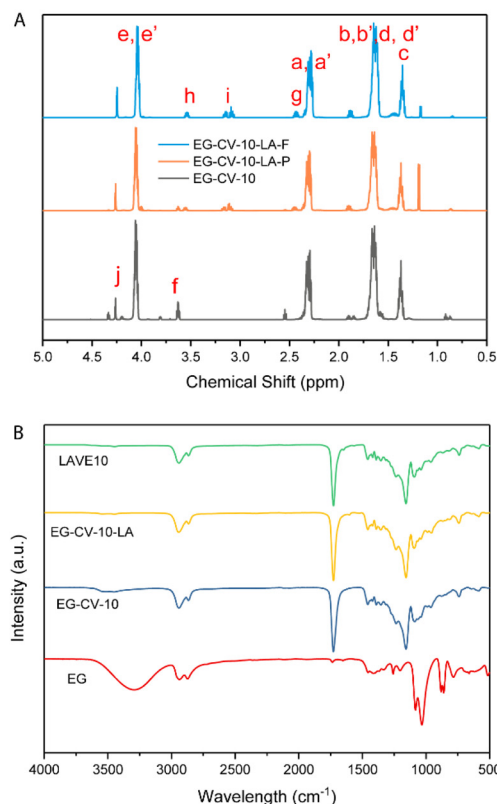 A
e, e'
b,b' d, d'
a, a'
c
h
i
g
EG-CV-10-LA-F
EG-CV-10-LA-P
EG-CV-10
j
f
5.0 4.5 4.0 3.5 3.0 2.5 2.0 1.5 1.0 0.5
Chemical Shift (ppm)
B
LAVE10
EG-CV-10-LA
EG-CV-10
EG
Intensity (a.u.)
4000 3500 3000 2500 2000 1500 1000 500
Wavelength (cm-1)